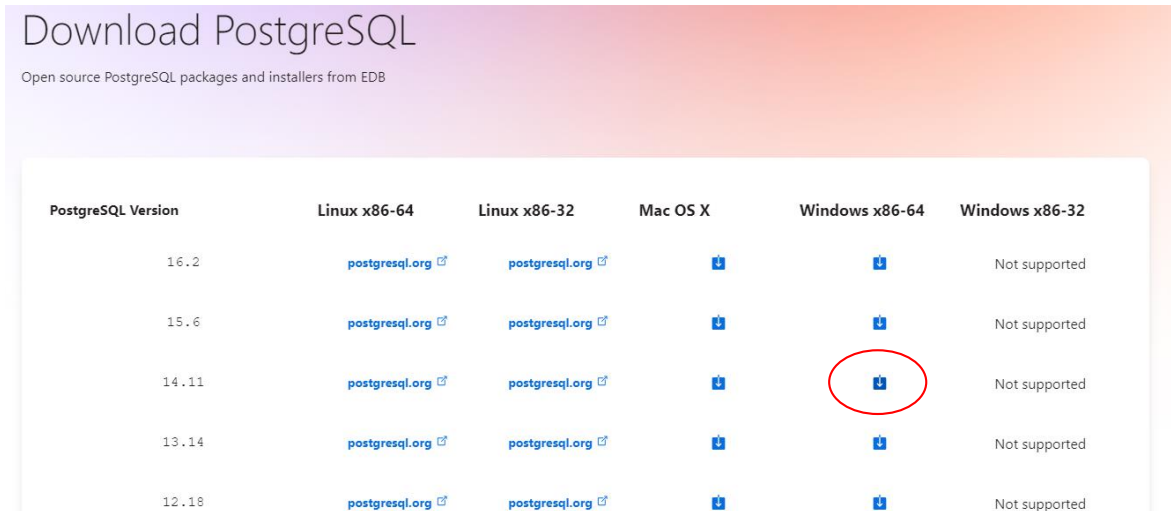 Download PostgreSQL
Open source PostgreSQL packages and installers from EDB
PostgreSQL Version Linux x86-64 Linux x86-32 Mac OS X Windows x86-64 Windows x86-32
16.2 postgresql.org postgresql.org Not supported
15.6 postgresql.org postgresql.org Not supported
14.11 postgresql.org postgresql.org Not supported
13.14 postgresql.org postgresql.org Not supported
12.18 postgresql.org postgresql.org Not supported